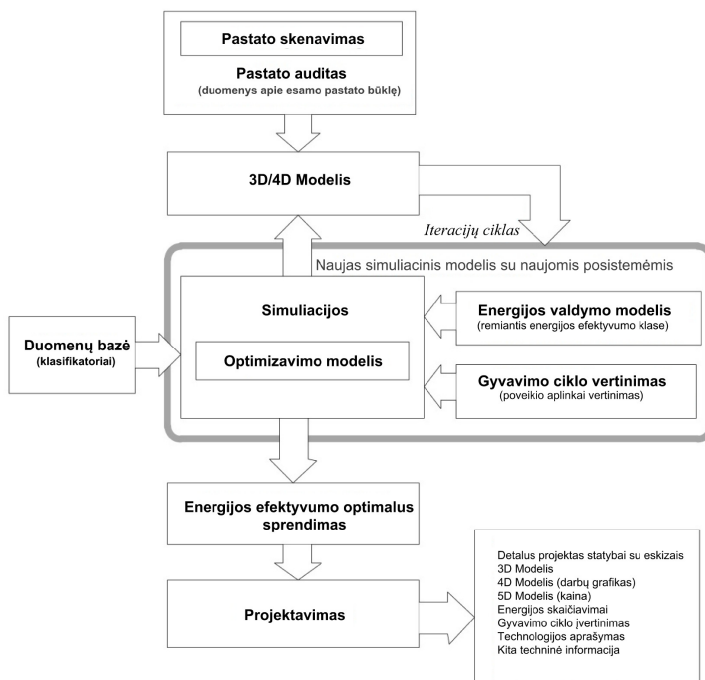 Pastato skenavimas
Pastato auditas
(duomenys apie esamo pastato būklę)
3D/4D Modelis
Iteracijų ciklas
Naujas simuliacinis modelis su naujomis posistemėmis
Simuliacijos
Optimizavimo modelis
Energijos valdymo modelis
(remiantis energijos efektyvumo klase)
Gyvavimo ciklo vertinimas
(poveikio aplinkai vertinimas)
Duomenų bazė
(klasifikatoriai)
Energijos efektyvumo optimalus
sprendimas
Projektavimas
Detalus projektas statybai su eskizais
3D Modelis
4D Modelis (darbų grafikas)
5D Modelis (kaina)
Energijos skaičiavimai
Gyvavimo ciklo įvertinimas
Technologijos aprašymas
Kita techninė informacija